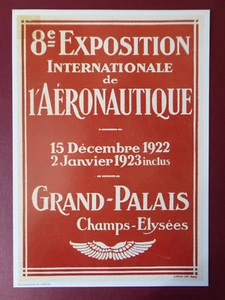 8e EXPOSITION
INTERNATIONALE
de
l'AÉRONAUTIQUE
15 Décembre 1922
2 Janvier 1923 inclus
GRAND-PALAIS
Champs-Elysées